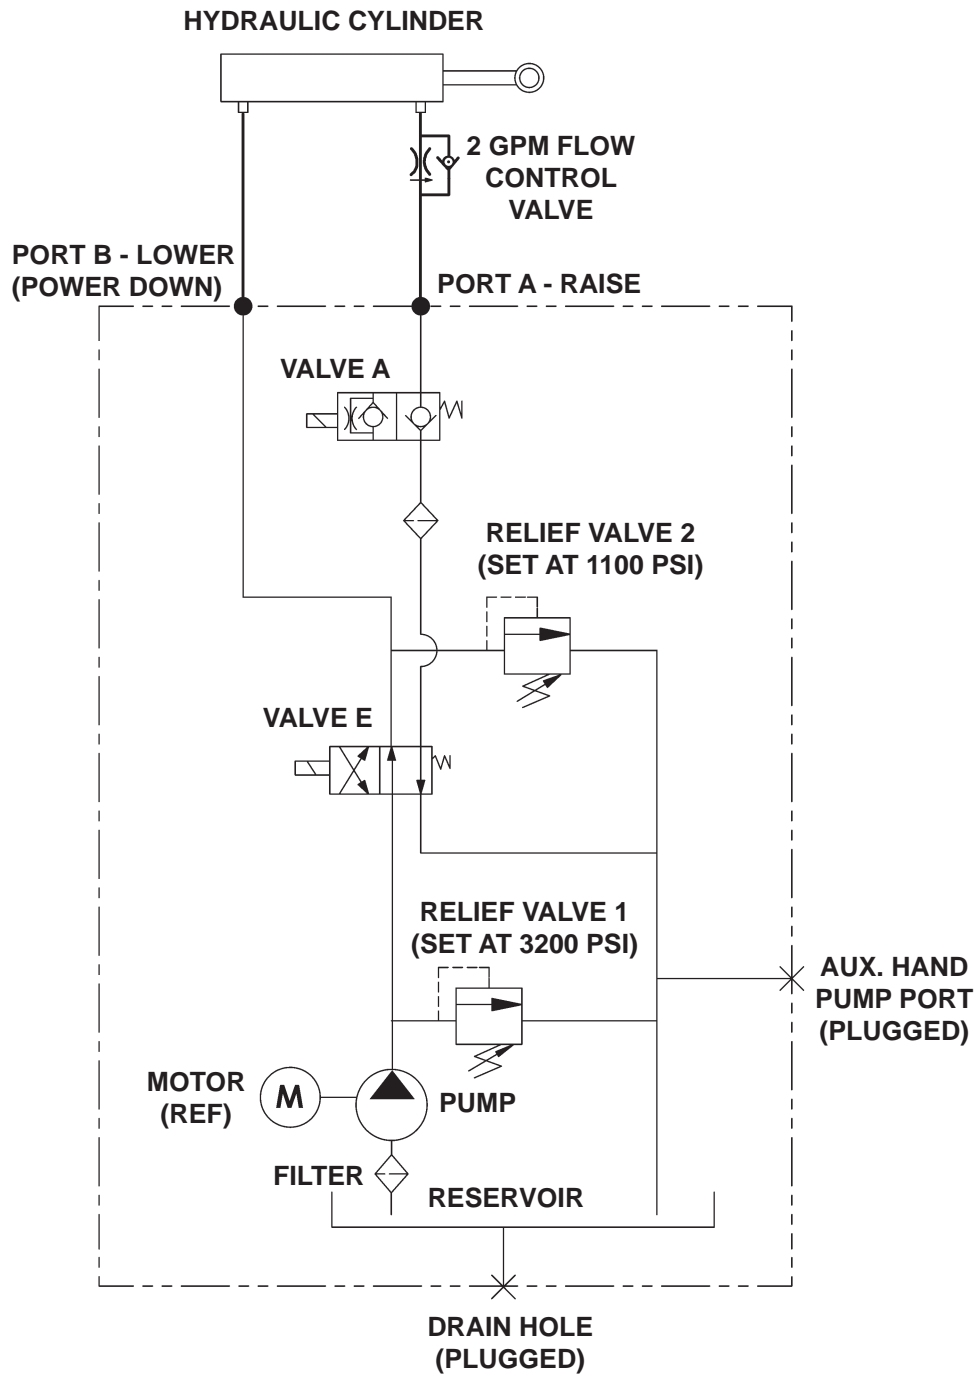 HYDRAULIC CYLINDER
2 GPM FLOW
CONTROL
VALVE
PORT B - LOWER
(POWER DOWN)
PORT A - RAISE
VALVE A
RELIEF VALVE 2
(SET AT 1100 PSI)
VALVE E
RELIEF VALVE 1
(SET AT 3200 PSI)
AUX. HAND
PUMP PORT
(PLUGGED)
MOTOR
(REF)
M
PUMP
FILTER
RESERVOIR
DRAIN HOLE
(PLUGGED)